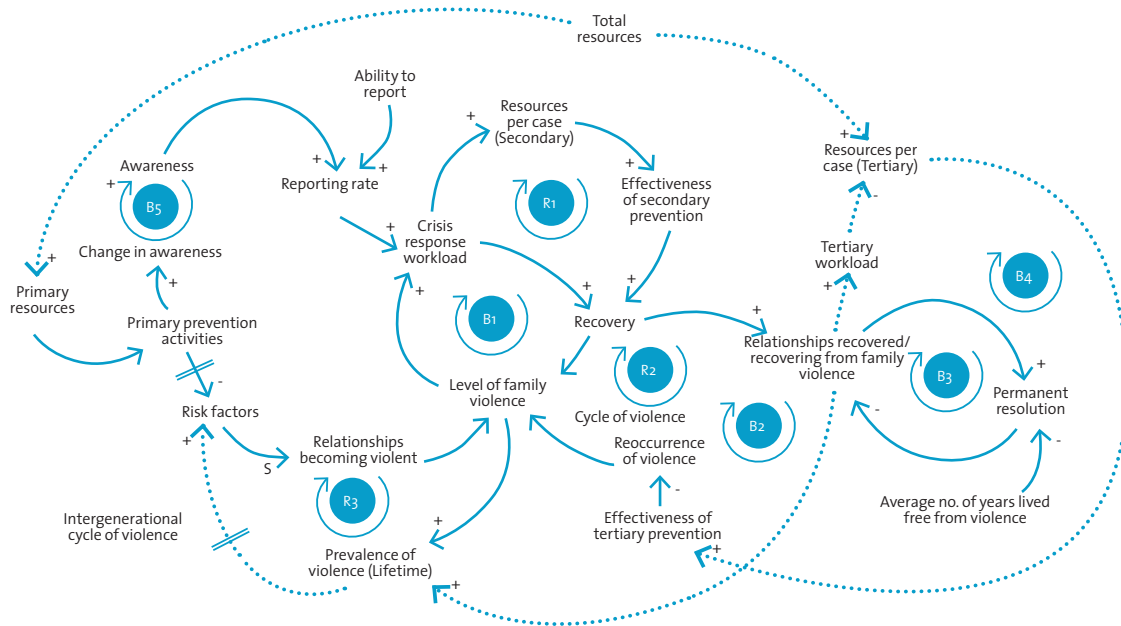 Total
resources
Ability to
report
+
Resources
per case
(Secondary)
+
Resources per
case (Tertiary)
Awareness
+
B5
Change in awareness
+
+
Reporting rate
R1
+
Effectiveness
of secondary
prevention
-
+
Crisis
response
workload
+
Tertiary
workload
+
B4
+
Primary
resources
+
Primary prevention
activities
-
+
B1
+
+
Recovery
+
Relationships recovered/
recovering from family
violence
B3
+
Permanent
resolution
-
-
Risk factors
+
S
Relationships
becoming violent
Level of family
violence
R2
Cycle of violence
B2
Reoccurrence
of violence
-
Average no. of years lived
free from violence
Intergenerational
cycle of violence
R3
+
Prevalence of
violence (Lifetime)
+
Effectiveness of
tertiary prevention
+